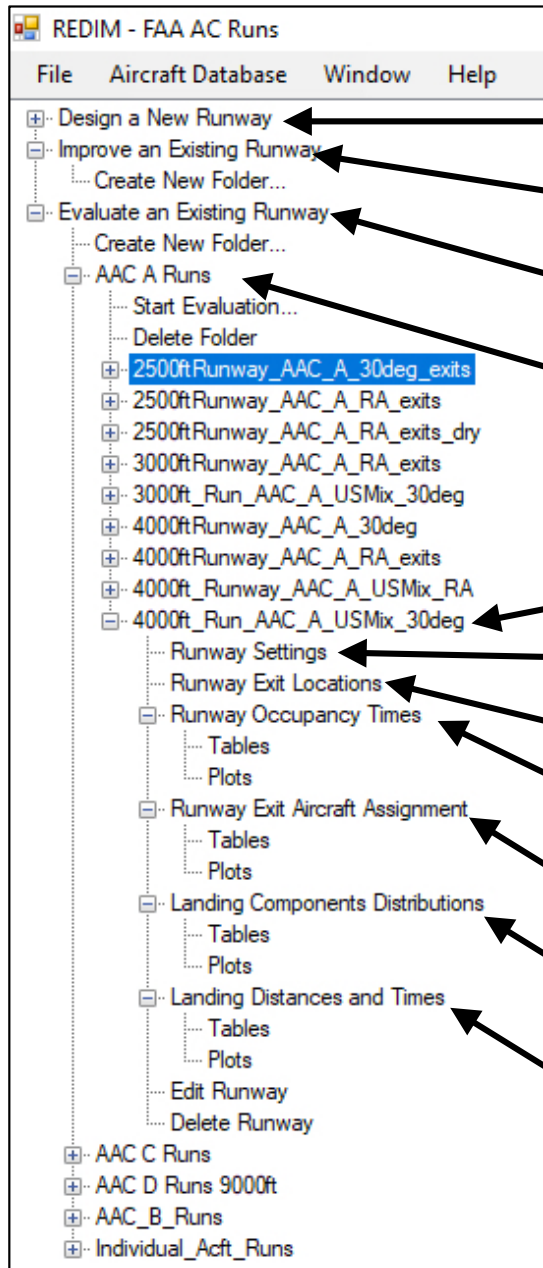 REDIM - FAA AC Runs
File Aircraft Database Window Help
Design a New Runway
Improve an Existing Runway
Create New Folder...
Evaluate an Existing Runway
Create New Folder...
AAC A Runs
Start Evaluation...
Delete Folder
2500ftRunway_AAC_A_30deg_exits
2500ftRunway_AAC_A_RA_exits
2500ftRunway_AAC_A_RA_exits_dry
3000ftRunway_AAC_A_RA_exits
3000ft_Run_AAC_A_USMix_30deg
4000ftRunway_AAC_A_30deg
4000ftRunway_AAC_A_RA_exits
4000ft_Runway_AAC_A_USMix_RA
4000ft_Run_AAC_A_USMix_30deg
Runway Settings
Runway Exit Locations
Runway Occupancy Times
Tables
Plots
Runway Exit Aircraft Assignment
Tables
Plots
Landing Components Distributions
Tables
Plots
Landing Distances and Times
Tables
Plots
Edit Runway
Delete Runway
AAC C Runs
AAC D Runs 9000ft
AAC_B_Runs
Individual_Acft_Runs